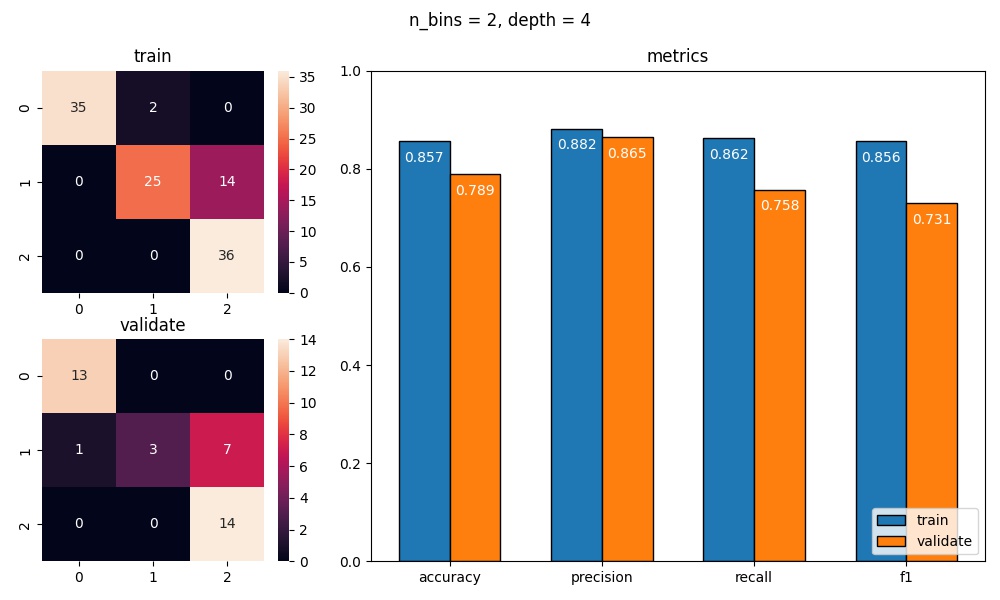 n_bins = 2, depth = 4
train
0
1
2
35 2 0
0 25 14
0 0 36
0 1 2
35
30
25
20
15
10
5
0
validate
0
1
2
13 0 0
1 3 7
0 0 14
0 1 2
14
12
10
8
6
4
2
0
metrics
1.0
0.8
0.6
0.4
0.2
0.0
0.857 0.789 0.882 0.865 0.862 0.758 0.856 0.731
accuracy precision recall f1
train
validate